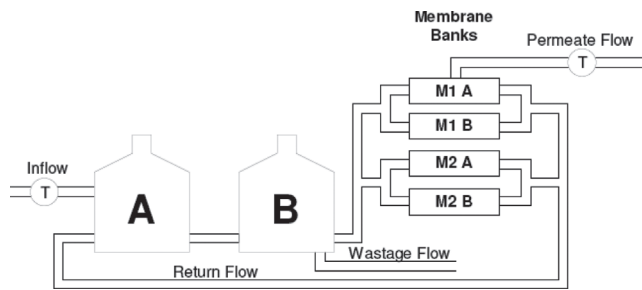 Membrane
Banks
Permeate Flow
T
M1 A
M1 B
M2 A
M2 B
Inflow
T
A
B
Wastage Flow
Return Flow